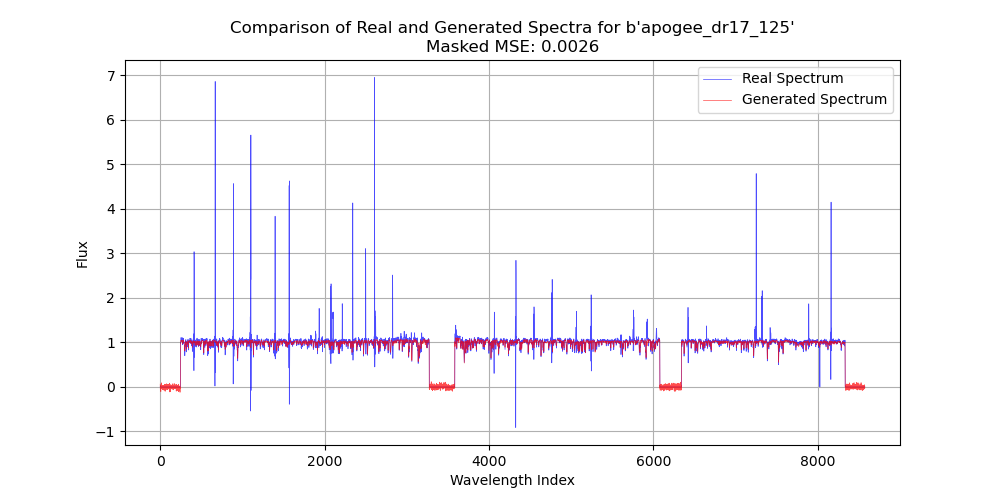 Comparison of Real and Generated Spectra for b'apogee_dr17_125'
Masked MSE: 0.0026
Real Spectrum
Generated Spectrum
7
6
5
4
3
2
1
0
−1
Flux
0
2000
4000
6000
8000
Wavelength Index